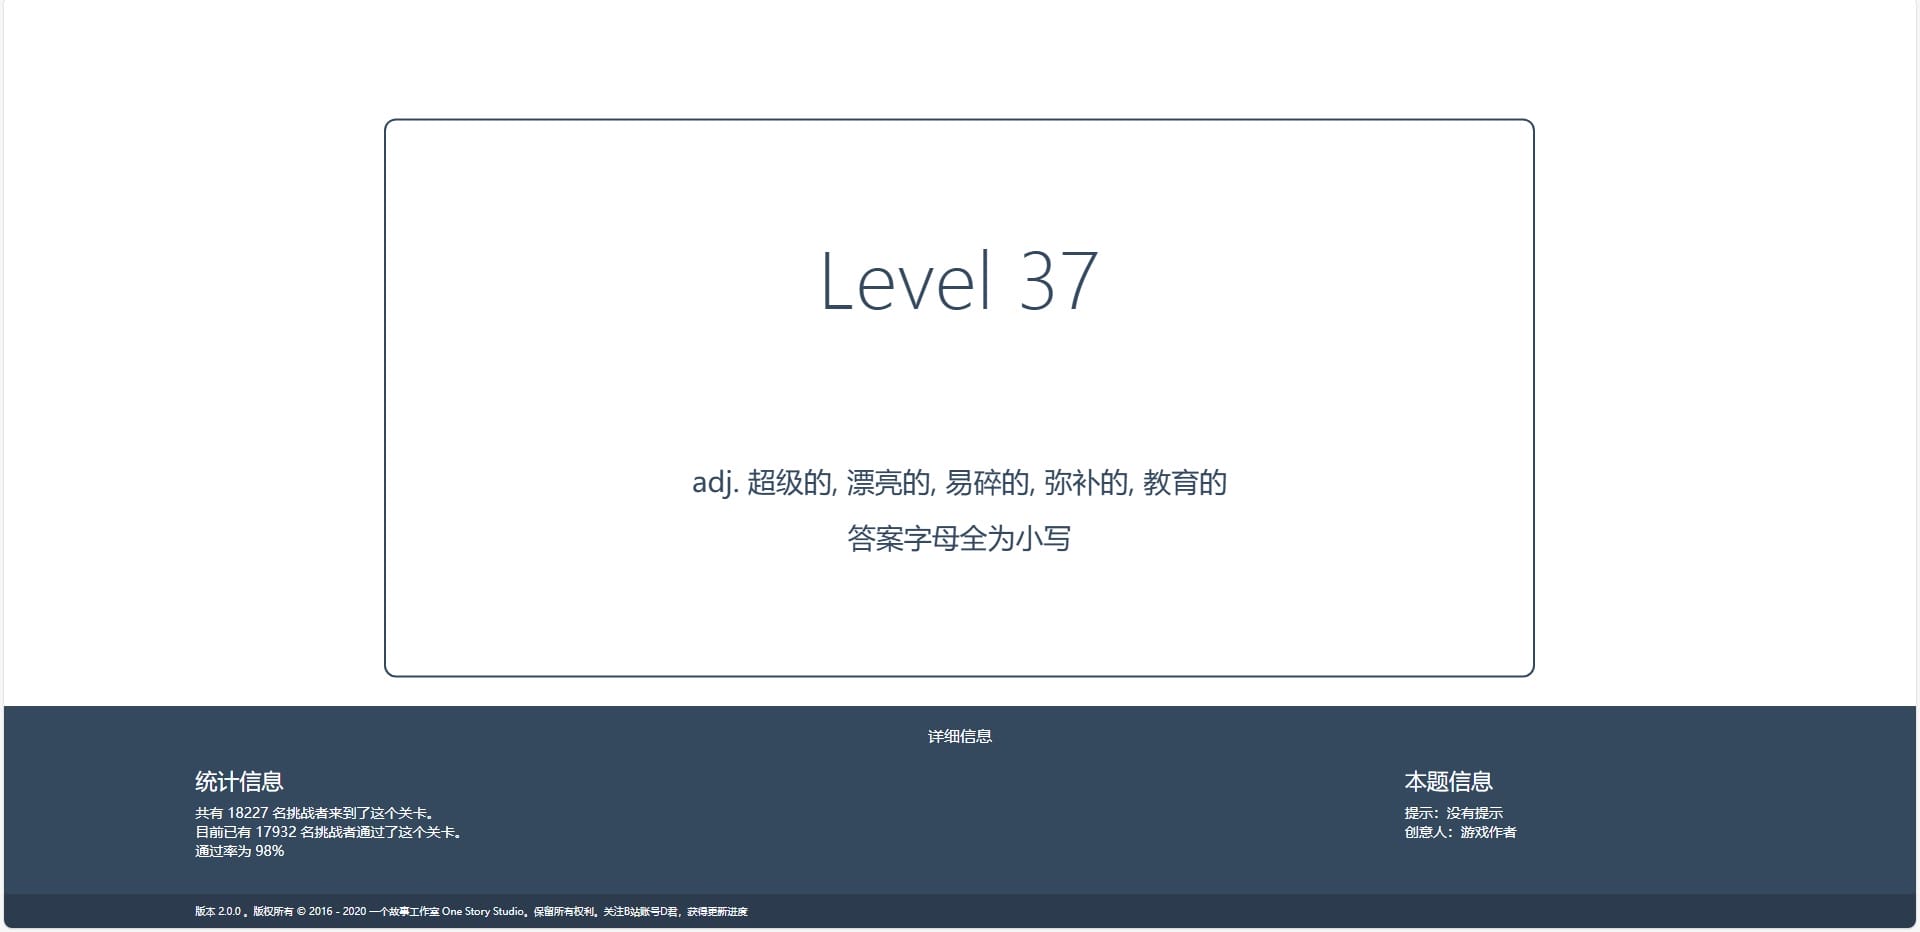 Level 37
adj. 超级的, 漂亮的, 易碎的, 弥补的, 教育的
答案字母全为小写
详细信息
统计信息
共有 18227 名挑战者来到了这个关卡。
目前已有 17932 名挑战者通过了这个关卡。
通过率为 98%
本题信息
提示：没有提示
创意人：游戏作者
版本 2.0.0 。版权所有 © 2016 - 2020 一个故事工作室 One Story Studio。保留所有权利。关注B站账号D君，获得更新进度